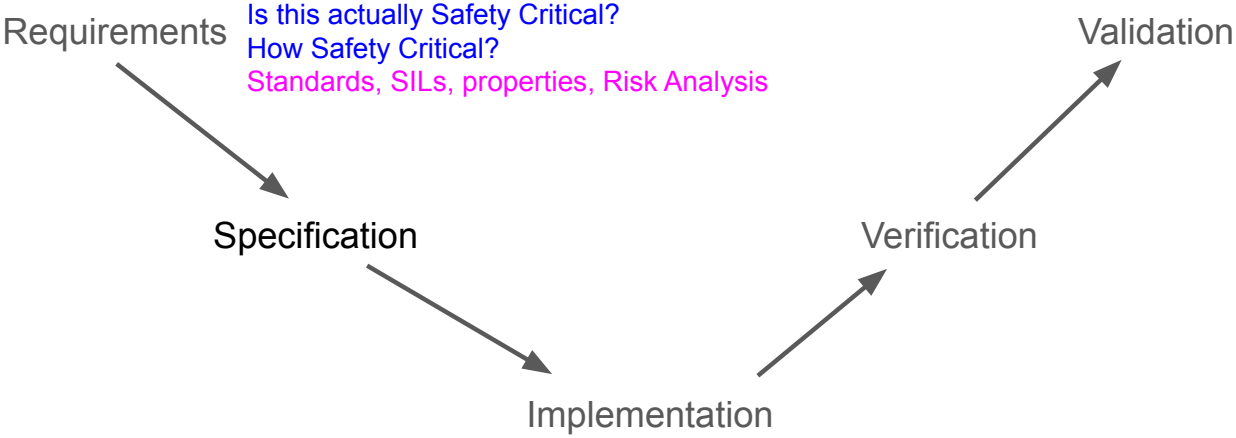 Requirements
Is this actually Safety Critical?
How Safety Critical?
Standards, SILs, properties, Risk Analysis
Validation
Specification
Verification
Implementation